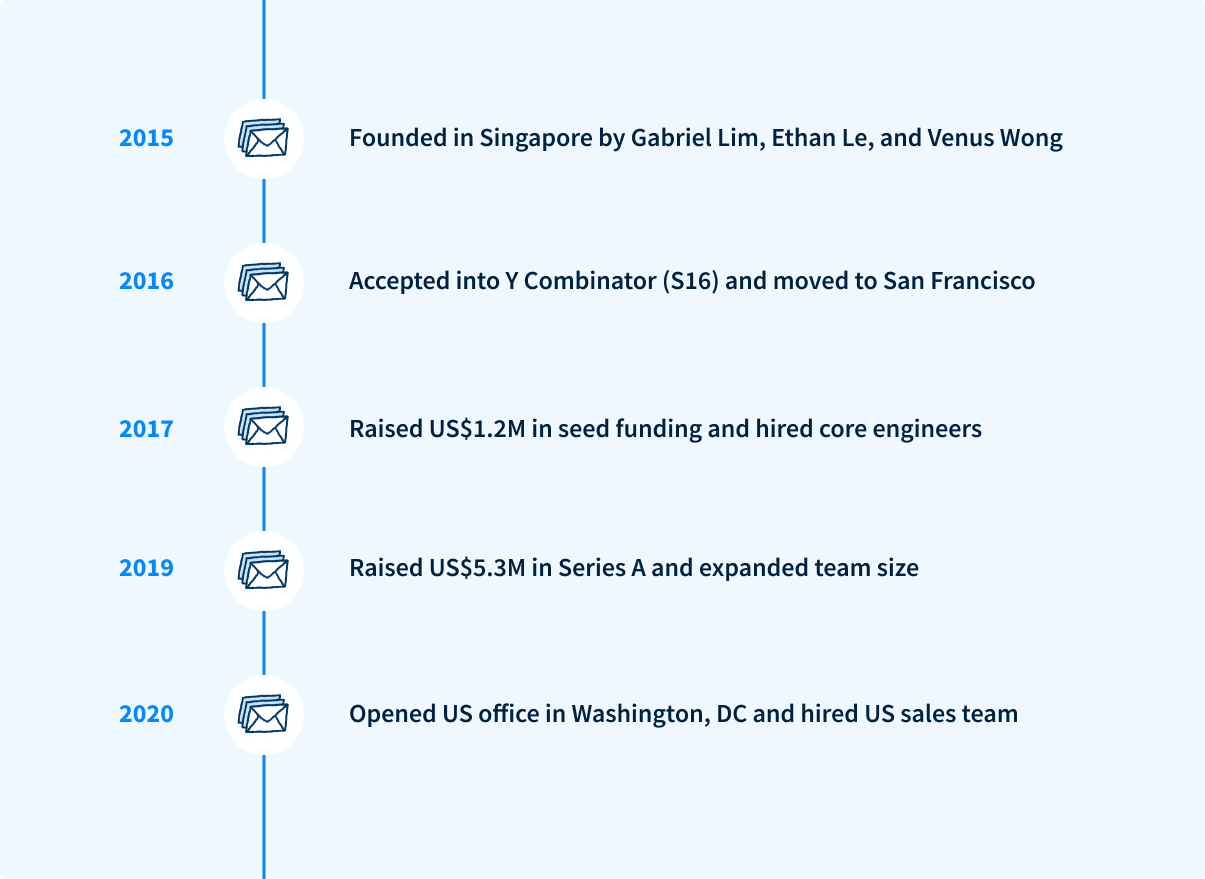 2015
Founded in Singapore by Gabriel Lim, Ethan Le, and Venus Wong
2016
Accepted into Y Combinator (S16) and moved to San Francisco
2017
Raised US$1.2M in seed funding and hired core engineers
2019
Raised US$5.3M in Series A and expanded team size
2020
Opened US office in Washington, DC and hired US sales team